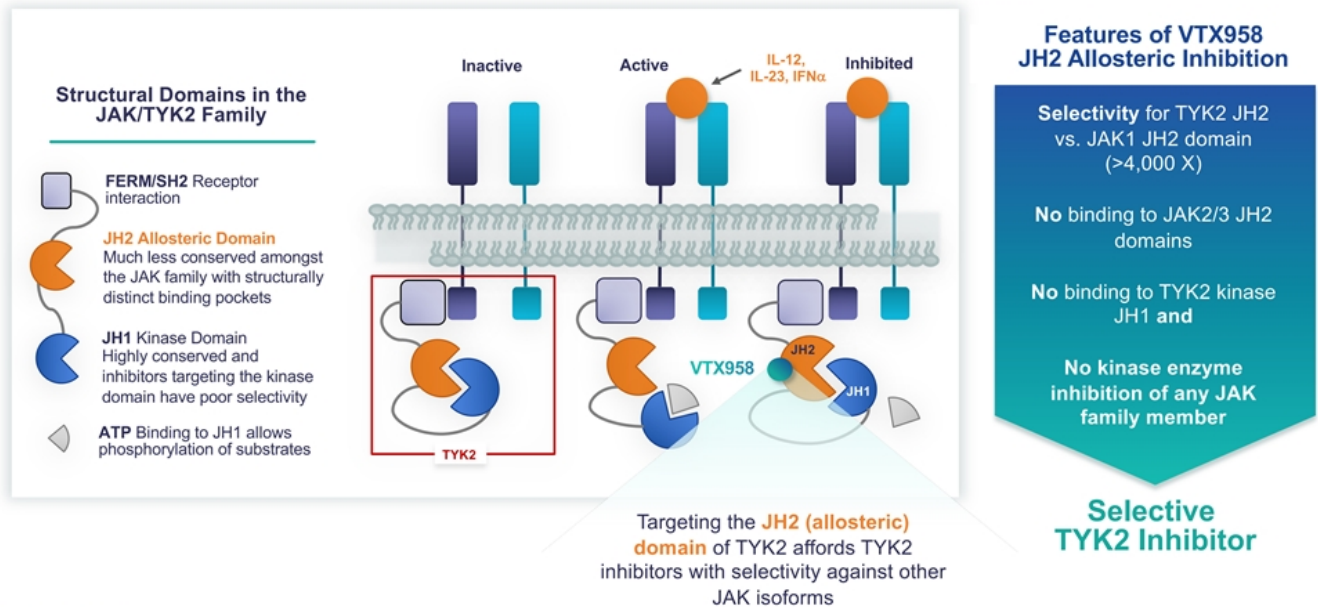 Structural Domains in the
JAK/TYK2 Family
FERM/SH2 Receptor
interaction
JH2 Allosteric Domain
Much less conserved amongst
the JAK family with structurally
distinct binding pockets
JH1 Kinase Domain
Highly conserved and
inhibitors targeting the kinase
domain have poor selectivity
ATP Binding to JH1 allows
phosphorylation of substrates
Inactive
Active
IL-12,
IL-23, IFNα
Inhibited
TYK2
VTX958
JH2
JH1
Targeting the JH2 (allosteric)
domain of TYK2 affords TYK2
inhibitors with selectivity against other
JAK isoforms
Features of VTX958
JH2 Allosteric Inhibition
Selectivity for TYK2 JH2
vs. JAK1 JH2 domain
(>4,000 X)
No binding to JAK2/3 JH2
domains
No binding to TYK2 kinase
JH1 and
No kinase enzyme
inhibition of any JAK
family member
Selective
TYK2 Inhibitor